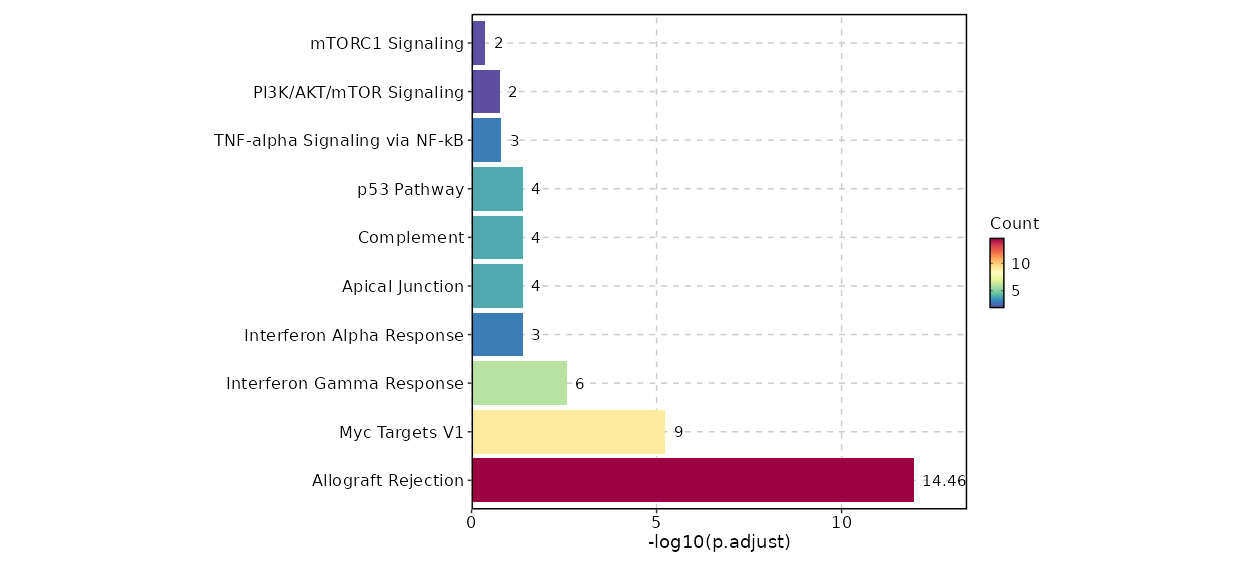 mTORC1 Signaling 2
PI3K/AKT/mTOR Signaling 2
TNF-alpha Signaling via NF-kB 3
p53 Pathway 4
Complement 4
Apical Junction 4
Interferon Alpha Response 3
Interferon Gamma Response 6
Myc Targets V1 9
Allograft Rejection 14.46
0 5 10
-log10(p.adjust)
Count
10
5